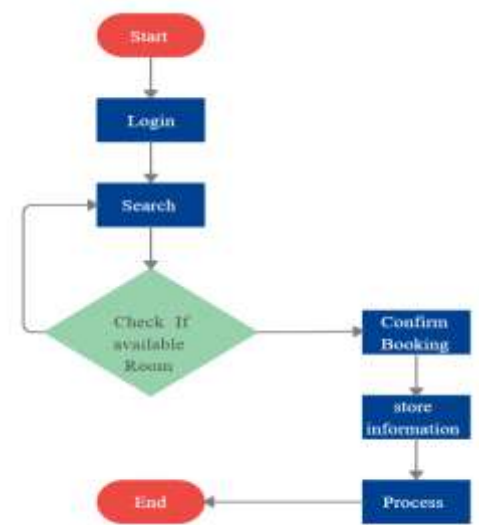 Start
Login
Search
Check If
available
Room
Confirm
Booking
store
information
Process
End